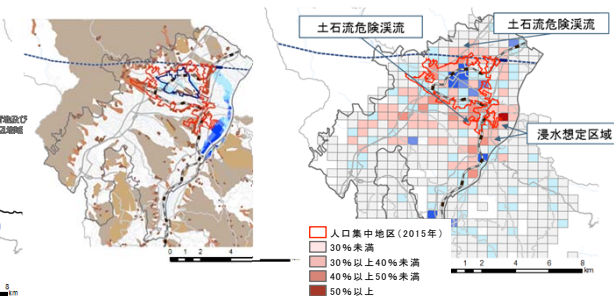 土石流危険渓流
土石流危険渓流
浸水想定区域
人口集中地区(2015年)
30%未満
30%以上40%未満
40%以上50%未満
50%以上
0 1 2 4
0 1 2 4 6 8
km
8
km